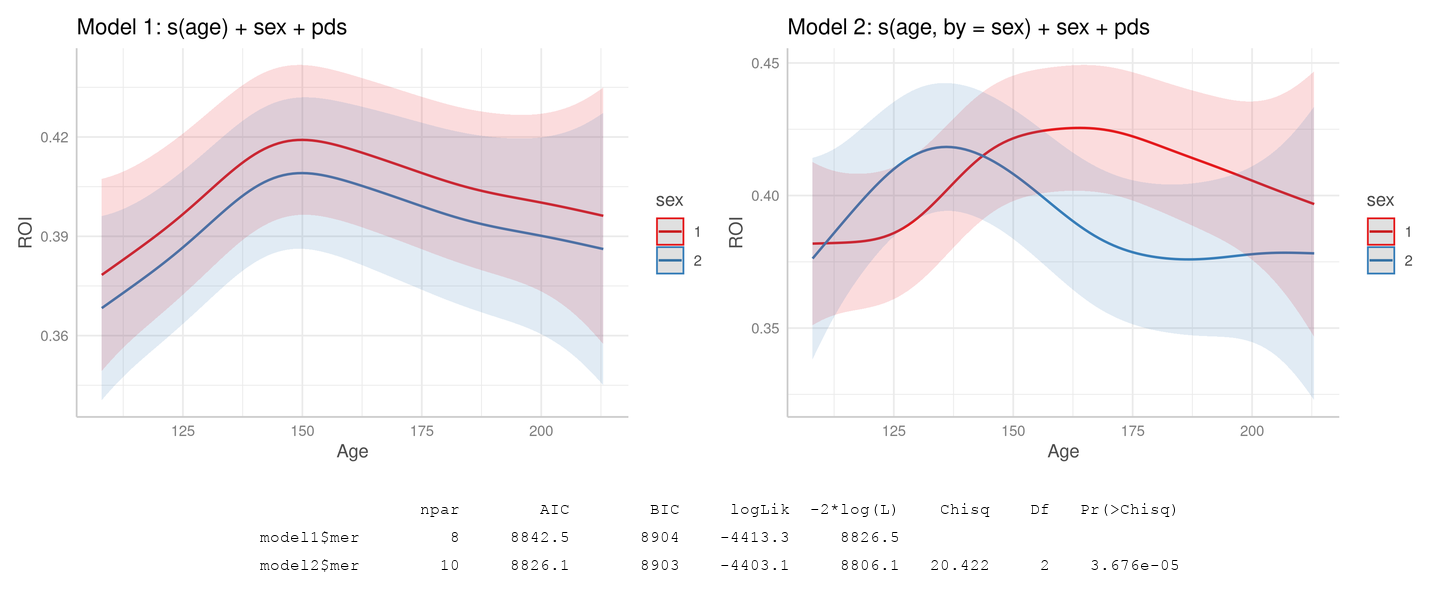 Model 1: s(age) + sex + pds
0.42
0.39
0.36
ROI
125 150 175 200
Age
sex
1
2
Model 2: s(age, by = sex) + sex + pds
0.45
0.40
0.35
ROI
125 150 175 200
Age
sex
1
2
npar AIC BIC logLik -2*log(L) Chisq Df Pr(>Chisq)
model1$mer 8 8842.5 8904 -4413.3 8826.5
model2$mer 10 8826.1 8903 -4403.1 8806.1 20.422 2 3.676e-05